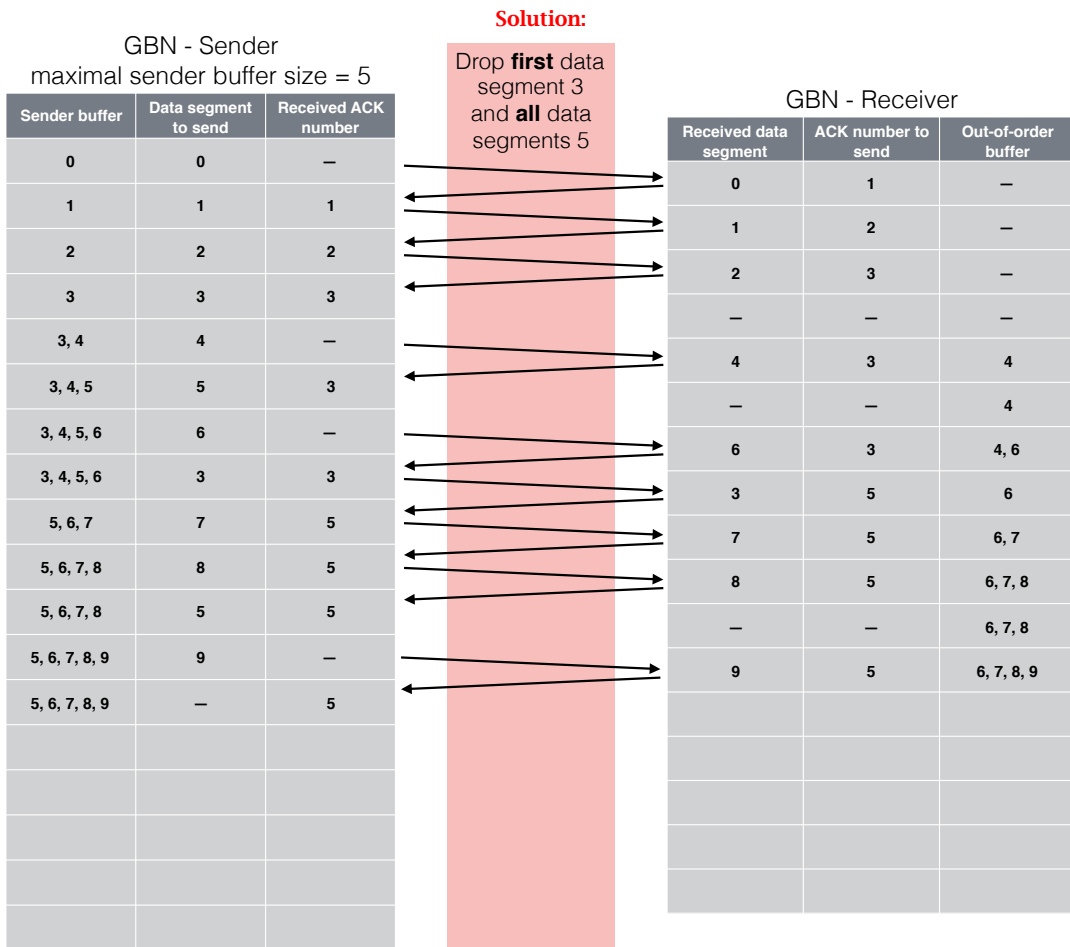 Solution:
GBN - Sender
maximal sender buffer size = 5
Drop first data
segment 3
and all data
segments 5
GBN - Receiver
Sender buffer Data segment to send Received ACK number
0 0 —
1 1 1
2 2 2
3 3 3
3, 4 4 —
3, 4, 5 5 3
3, 4, 5, 6 6 —
3, 4, 5, 6 3 3
5, 6, 7 7 5
5, 6, 7, 8 8 5
5, 6, 7, 8 5 5
5, 6, 7, 8, 9 9 —
5, 6, 7, 8, 9 — 5
Received data segment ACK number to send Out-of-order buffer
0 1 —
1 2 —
2 3 —
— — —
4 3 4
— — 4
6 3 4, 6
3 5 6
7 5 6, 7
8 5 6, 7, 8
— — 6, 7, 8
9 5 6, 7, 8, 9